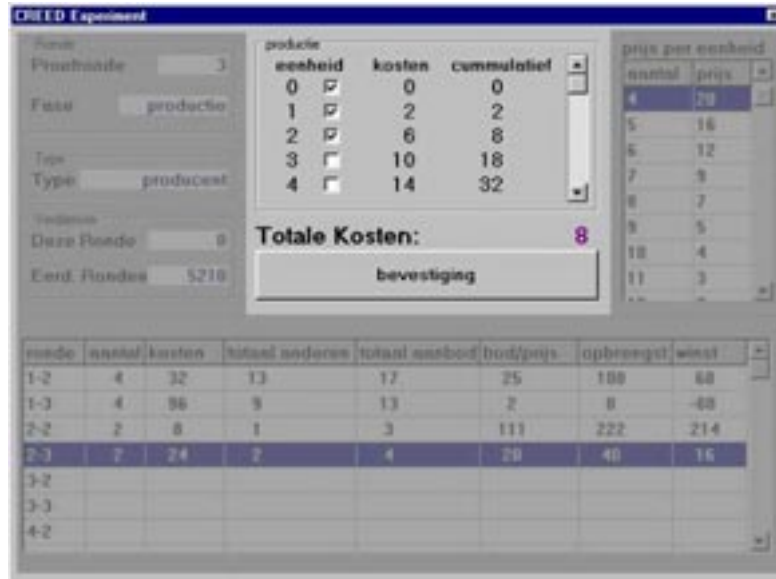 CREED Experiment
Ronde
Proefronde 3
Fase productie
Type
Type producent
Verdiensten
Deze Ronde 0
Eerd. Rondes 5210
productie
eenheid kosten cummulatief
0 0 0
1 2 2
2 6 8
3 10 18
4 14 32
Totale Kosten: 8
bevestiging
prijs per eenheid
aantal prijs
4 20
5 16
6 12
7 9
8 7
9 5
10 4
11 3
ronde aantal kosten totaal anderen totaal aanbod bod/prijs opbrengst winst
1-2 4 32 13 17 25 100 68
1-3 4 96 9 13 2 8 -88
2-2 2 8 1 3 111 222 214
2-3 2 24 2 4 20 40 16
3-2
3-3
4-2